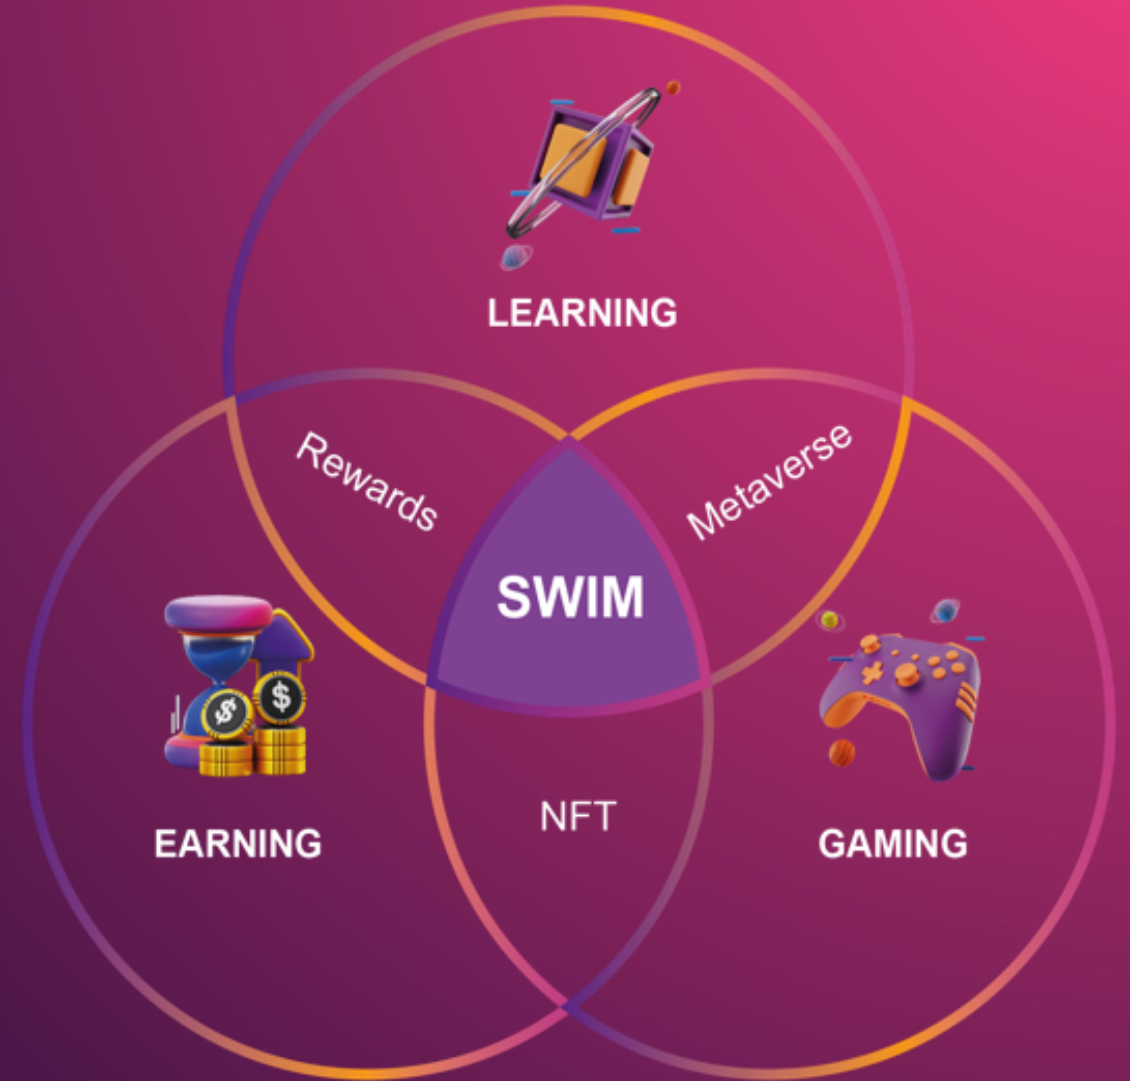 LEARNING
Rewards
Metaverse
SWIM
NFT
EARNING
GAMING
$
$